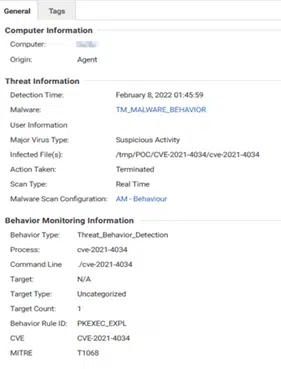 General Tags
Computer Information
Computer:
Origin: Agent
Threat Information
Detection Time: February 8, 2022 01:45:59
Malware: TM_MALWARE_BEHAVIOR
User Information
Major Virus Type: Suspicious Activity
Infected File(s): /tmp/POC/CVE-2021-4034/cve-2021-4034
Action Taken: Terminated
Scan Type: Real Time
Malware Scan Configuration: AM - Behaviour
Behavior Monitoring Information
Behavior Type: Threat_Behavior_Detection
Process: cve-2021-4034
Command Line ./cve-2021-4034
Target: N/A
Target Type: Uncategorized
Target Count: 1
Behavior Rule ID: PKEXEC_EXPL
CVE CVE-2021-4034
MITRE T1068